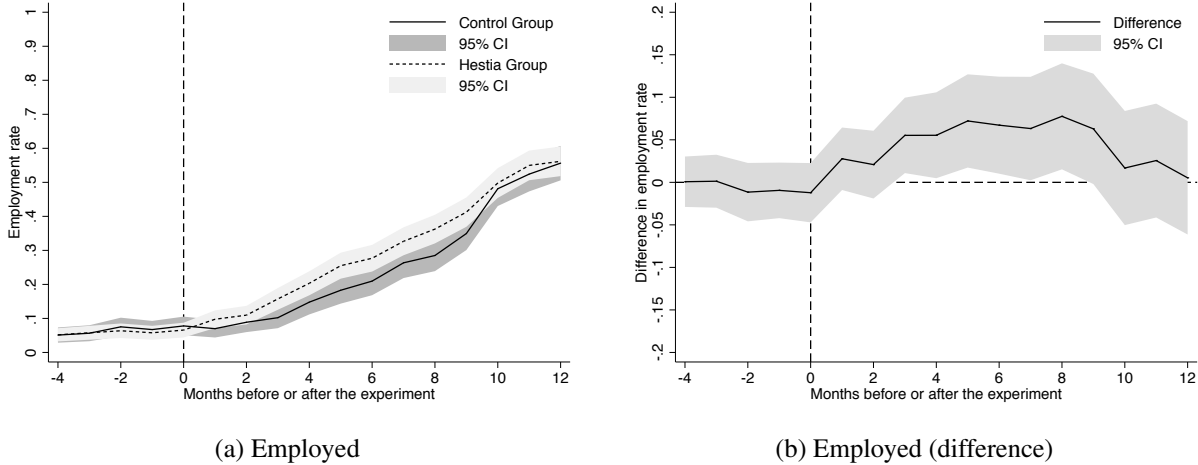 Control Group
95% CI
Hestia Group
95% CI
Employment rate
0 .1 .2 .3 .4 .5 .6 .7 .8 .9 1
-4 -2 0 2 4 6 8 10 12
Months before or after the experiment
(a) Employed
Difference
95% CI
Difference in employment rate
-.2 -.15 -.1 -.05 0 .05 .1 .15 .2
-4 -2 0 2 4 6 8 10 12
Months before or after the experiment
(b) Employed (difference)